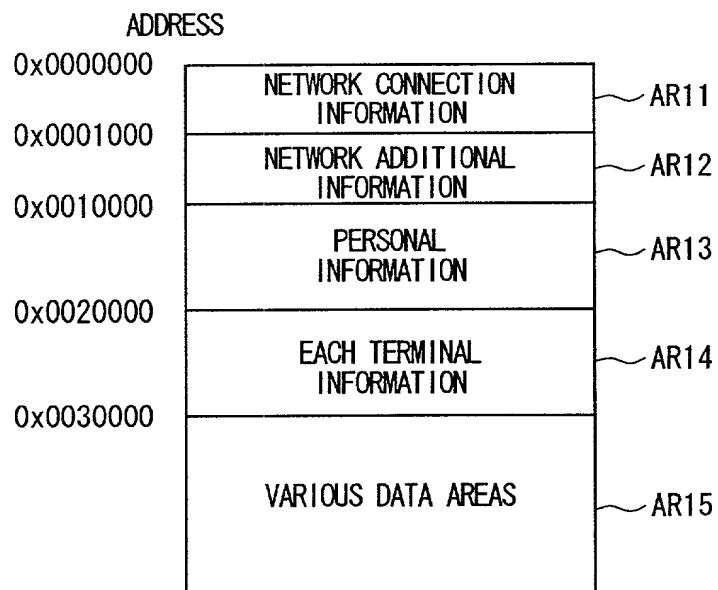 ADDRESS
0x0000000
NETWORK CONNECTION
INFORMATION
AR11
0x0001000
NETWORK ADDITIONAL
INFORMATION
AR12
0x0010000
PERSONAL
INFORMATION
AR13
0x0020000
EACH TERMINAL
INFORMATION
AR14
0x0030000
VARIOUS DATA AREAS
AR15